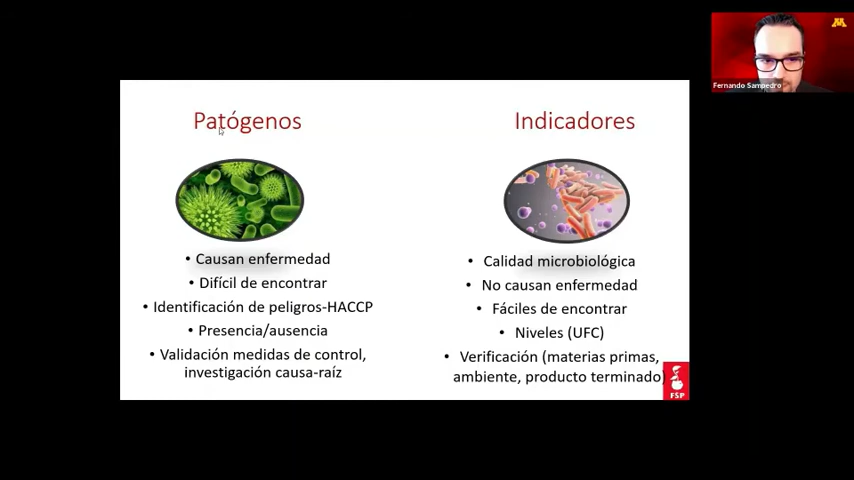 Fernando Sampedro
Patógenos
• Causan enfermedad
• Difícil de encontrar
• Identificación de peligros-HACCP
• Presencia/ausencia
• Validación medidas de control,
investigación causa-raíz
Indicadores
• Calidad microbiológica
• No causan enfermedad
• Fáciles de encontrar
• Niveles (UFC)
• Verificación (materias primas,
ambiente, producto terminado)
FSP
M